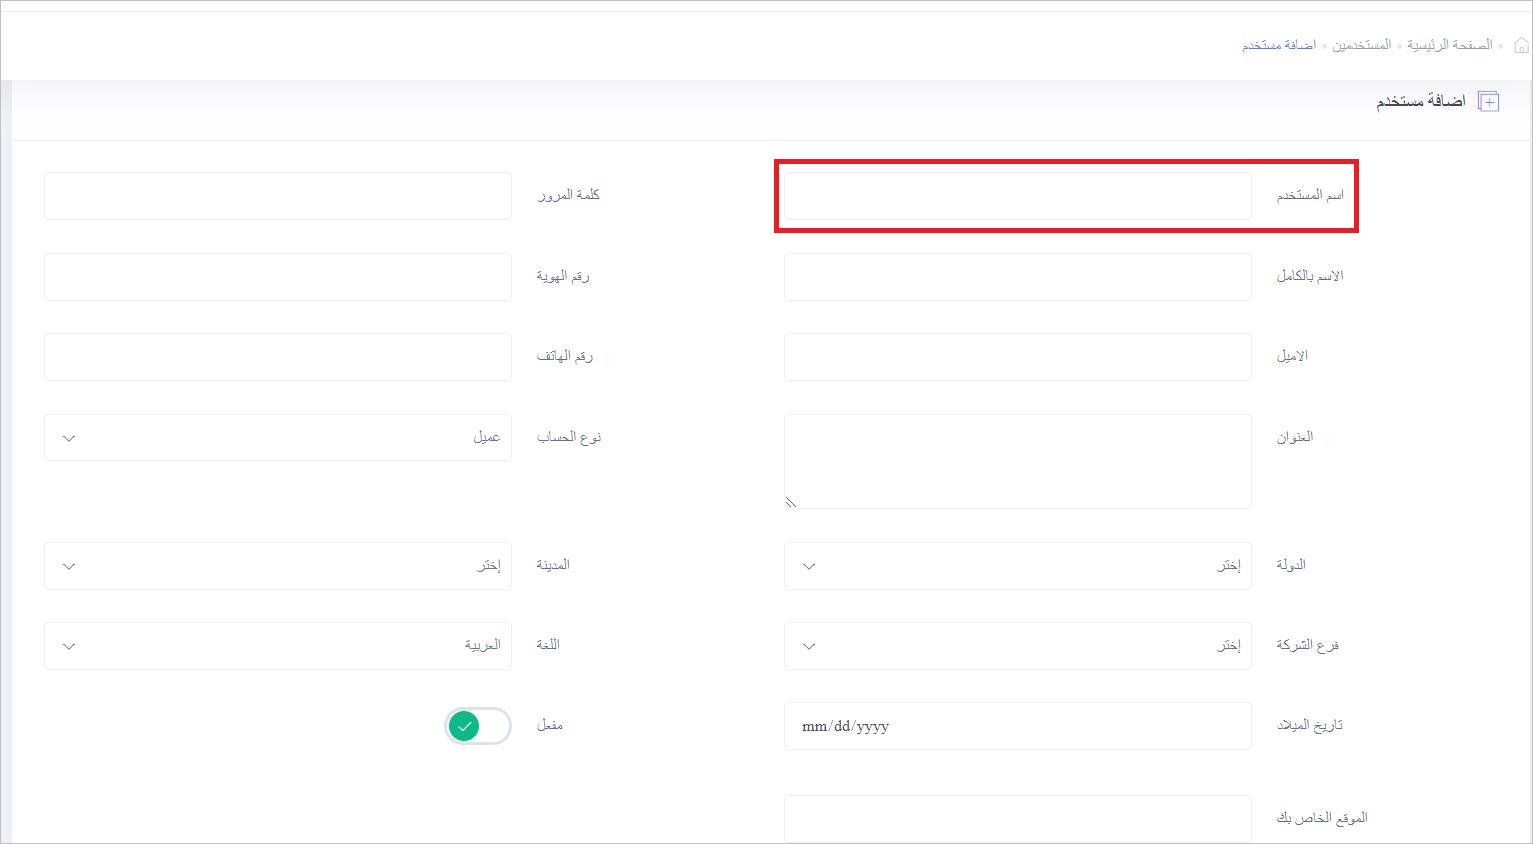 الصفحة الرئيسية • المستخدمين • اضافة مستخدم
اضافة مستخدم
اسم المستخدم
كلمة المرور
الاسم بالكامل
رقم الهوية
الاميل
رقم الهاتف
العنوان
نوع الحساب
عميل
الدولة
إختر
المدينة
إختر
فرع الشركة
إختر
اللغة
العربية
تاريخ الميلاد
mm/dd/yyyy
مفعل
الموقع الخاص بك